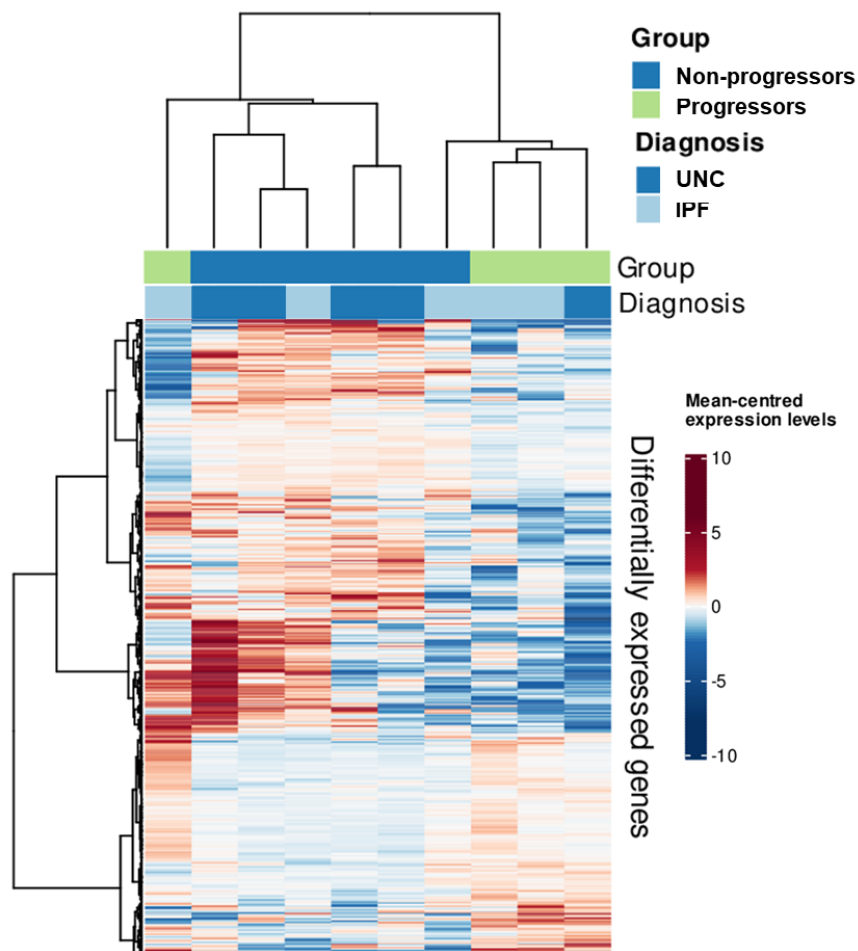 Group
Non-progressors
Progressors
Diagnosis
UNC
IPF
Group
Diagnosis
Mean-centred
expression levels
10
5
0
-5
-10
Differentially expressed genes